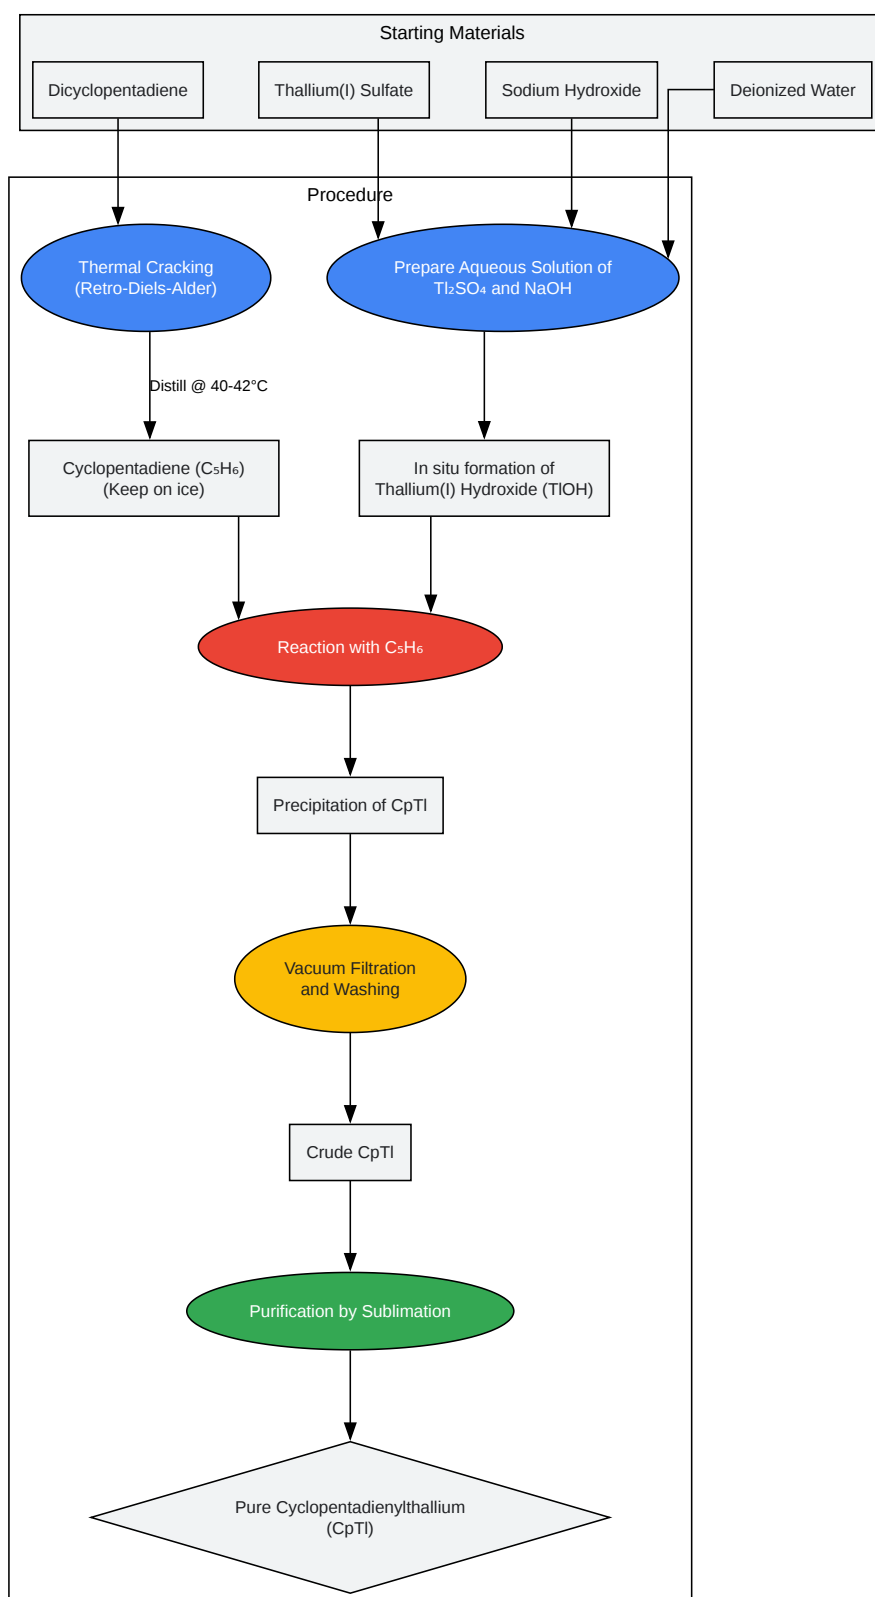 Starting Materials
Dicyclopentadiene
Thallium(I) Sulfate
Sodium Hydroxide
Deionized Water
Procedure
Thermal Cracking
(Retro-Diels-Alder)
Prepare Aqueous Solution of
Tl₂SO₄ and NaOH
Distill @ 40-42°C
Cyclopentadiene (C₅H₆)
(Keep on ice)
In situ formation of
Thallium(I) Hydroxide (TlOH)
Reaction with C₅H₆
Precipitation of CpTl
Vacuum Filtration
and Washing
Crude CpTl
Purification by Sublimation
Pure Cyclopentadienylthallium
(CpTl)